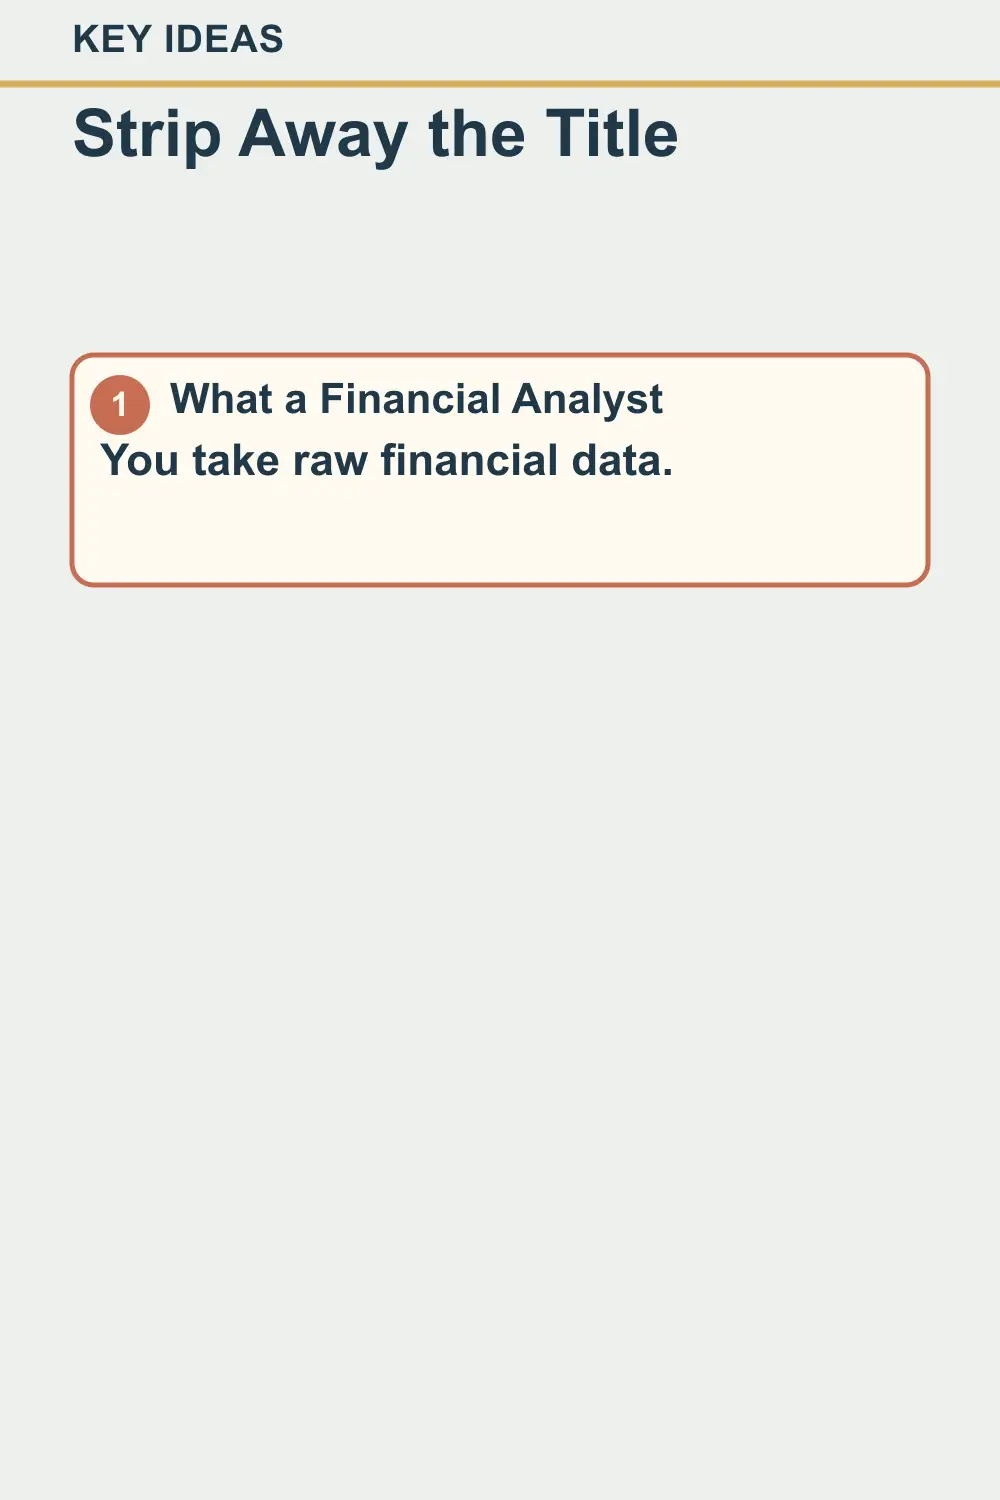 KEY IDEAS
Strip Away the Title
1
What a Financial Analyst
You take raw financial data.